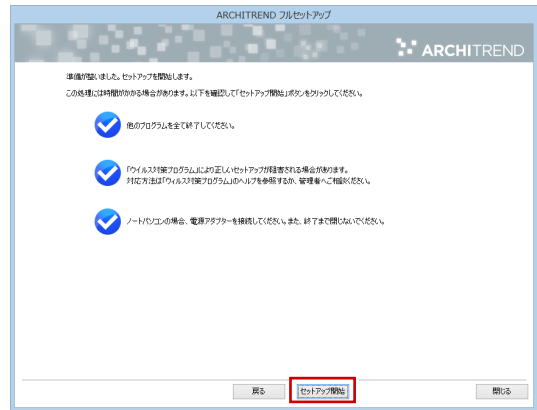 ARCHITREND フルセットアップ
ARCHITREND
準備が整いました。セットアップを開始します。
この処理には時間がかかる場合があります。以下を確認して「セットアップ開始」ボタンをクリックしてください。
他のプログラムを全て終了してください。
「ウイルス対策プログラム」により正しいセットアップが阻害される場合があります。
対応方法は「ウィルス対策プログラム」のヘルプを参照するか、管理者へご相談ください。
ノートパソコンの場合、電源アダプターを接続してください。また、終了まで閉じないでください。
戻る
セットアップ開始
閉じる